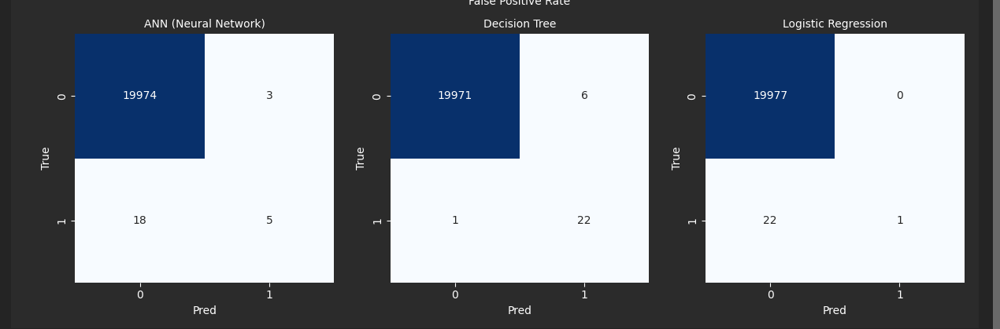 False Positive Rate
ANN (Neural Network)
Decision Tree
Logistic Regression
0
19974
3
0
19971
6
0
19977
0
True
True
True
1
18
5
1
1
22
1
22
1
0
1
0
1
0
1
Pred
Pred
Pred